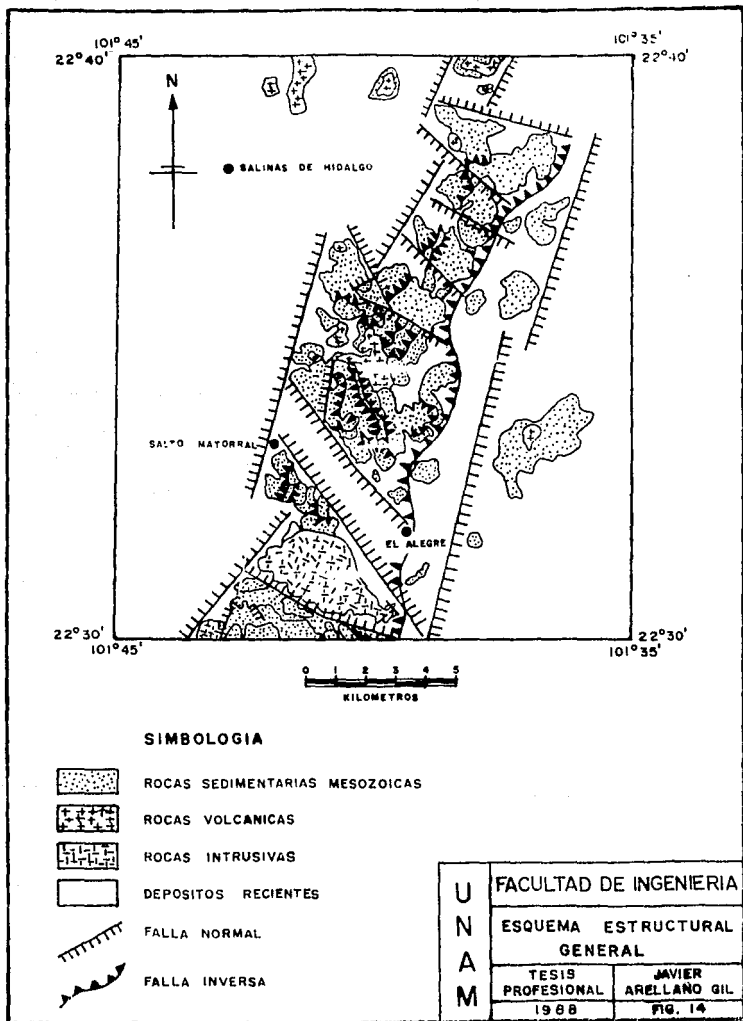 101° 45'
101° 35'
22° 40'
22° 40'
N
SALINAS DE HIDALGO
SALTO MATORRAL
EL ALEGRE
22° 30'
22° 30'
101° 45'
101° 35'
0 1 2 3 4 5
KILOMETROS
SIMBOLOGIA
ROCAS SEDIMENTARIAS MESOZOICAS
ROCAS VOLCANICAS
ROCAS INTRUSIVAS
DEPOSITOS RECIENTES
FALLA NORMAL
FALLA INVERSA
UNAM
FACULTAD DE INGENIERIA
ESQUEMA ESTRUCTURAL
GENERAL
TESIS
PROFESIONAL
JAVIER
ARELLANO GIL
1988
FIG. 14